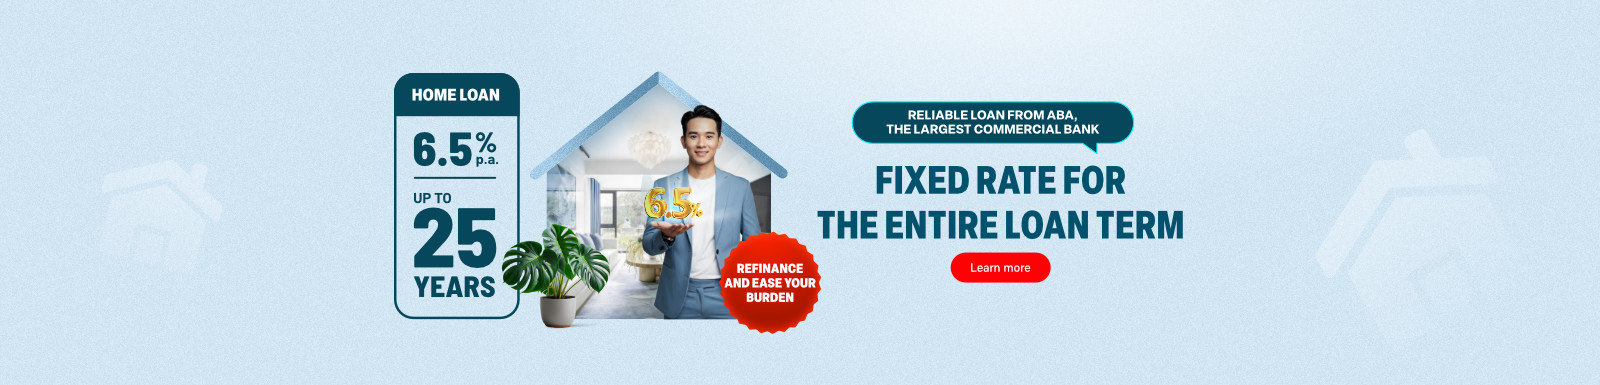 HOME LOAN
6.5%
p.a.
UP TO
25
YEARS
6.5%
REFINANCE
AND EASE YOUR
BURDEN
RELIABLE LOAN FROM ABA,
THE LARGEST COMMERCIAL BANK
FIXED RATE FOR
THE ENTIRE LOAN TERM
Learn more